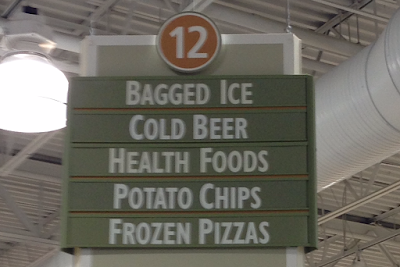 12
BAGGED ICE
COLD BEER
HEALTH FOODS
POTATO CHIPS
FROZEN PIZZAS